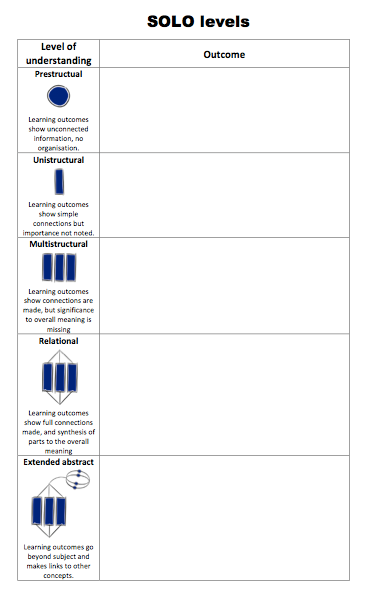 SOLO levels
Level of
understanding
Outcome
Prestructual
Learning outcomes
show unconnected
information, no
organisation.
Unistructural
Learning outcomes
show simple
connections but
importance not noted.
Multistructural
Learning outcomes
show connections are
made, but significance
to overall meaning is
missing
Relational
Learning outcomes
show full connections
made, and synthesis of
parts to the overall
meaning
Extended abstract
Learning outcomes go
beyond subject and
makes links to other
concepts.